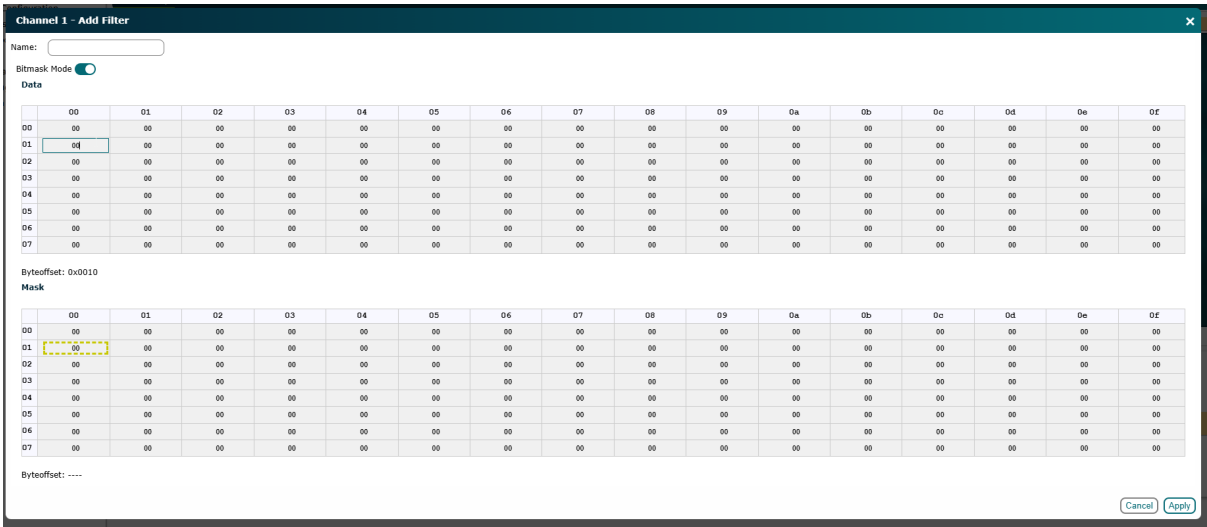 Channel 1 - Add Filter ×
Name:
Bitmask Mode
Data
00 01 02 03 04 05 06 07 08 09 0a 0b 0c 0d 0e 0f
00 00 00 00 00 00 00 00 00 00 00 00 00 00 00 00 00
01 00 00 00 00 00 00 00 00 00 00 00 00 00 00 00 00
02 00 00 00 00 00 00 00 00 00 00 00 00 00 00 00 00
03 00 00 00 00 00 00 00 00 00 00 00 00 00 00 00 00
04 00 00 00 00 00 00 00 00 00 00 00 00 00 00 00 00
05 00 00 00 00 00 00 00 00 00 00 00 00 00 00 00 00
06 00 00 00 00 00 00 00 00 00 00 00 00 00 00 00 00
07 00 00 00 00 00 00 00 00 00 00 00 00 00 00 00 00
Byteoffset: 0x0010
Mask
00 01 02 03 04 05 06 07 08 09 0a 0b 0c 0d 0e 0f
00 00 00 00 00 00 00 00 00 00 00 00 00 00 00 00 00
01 00 00 00 00 00 00 00 00 00 00 00 00 00 00 00 00
02 00 00 00 00 00 00 00 00 00 00 00 00 00 00 00 00
03 00 00 00 00 00 00 00 00 00 00 00 00 00 00 00 00
04 00 00 00 00 00 00 00 00 00 00 00 00 00 00 00 00
05 00 00 00 00 00 00 00 00 00 00 00 00 00 00 00 00
06 00 00 00 00 00 00 00 00 00 00 00 00 00 00 00 00
07 00 00 00 00 00 00 00 00 00 00 00 00 00 00 00 00
Byteoffset: ----
Cancel Apply